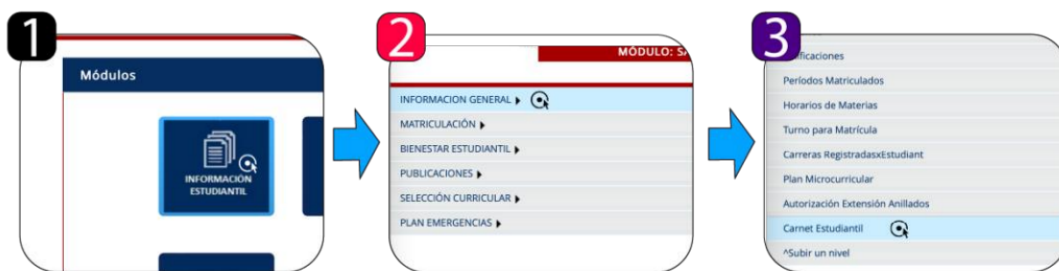 1
Módulos
INFORMACIÓN
ESTUDIANTIL
2
MÓDULO:
INFORMACION GENERAL
MATRICULACIÓN
BIENESTAR ESTUDIANTIL
PUBLICACIONES
SELECCIÓN CURRICULAR
PLAN EMERGENCIAS
3
Períodos Matriculados
Horarios de Materias
Turno para Matrícula
Carreras RegistradasxEstudiant
Plan Microcurricular
Autorización Extensión Anillados
Carnet Estudiantil
^Subir un nivel